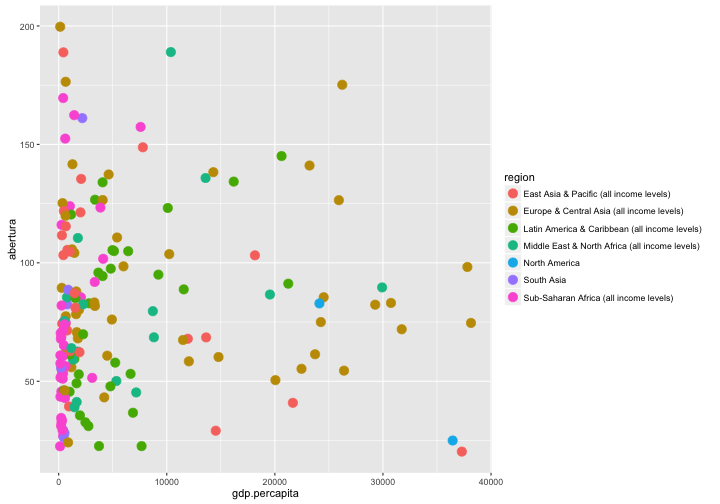 200
150
100
50
abertura
0
10000
20000
30000
40000
gdp.percapita
region
East Asia & Pacific (all income levels)
Europe & Central Asia (all income levels)
Latin America & Caribbean (all income levels)
Middle East & North Africa (all income levels)
North America
South Asia
Sub-Saharan Africa (all income levels)